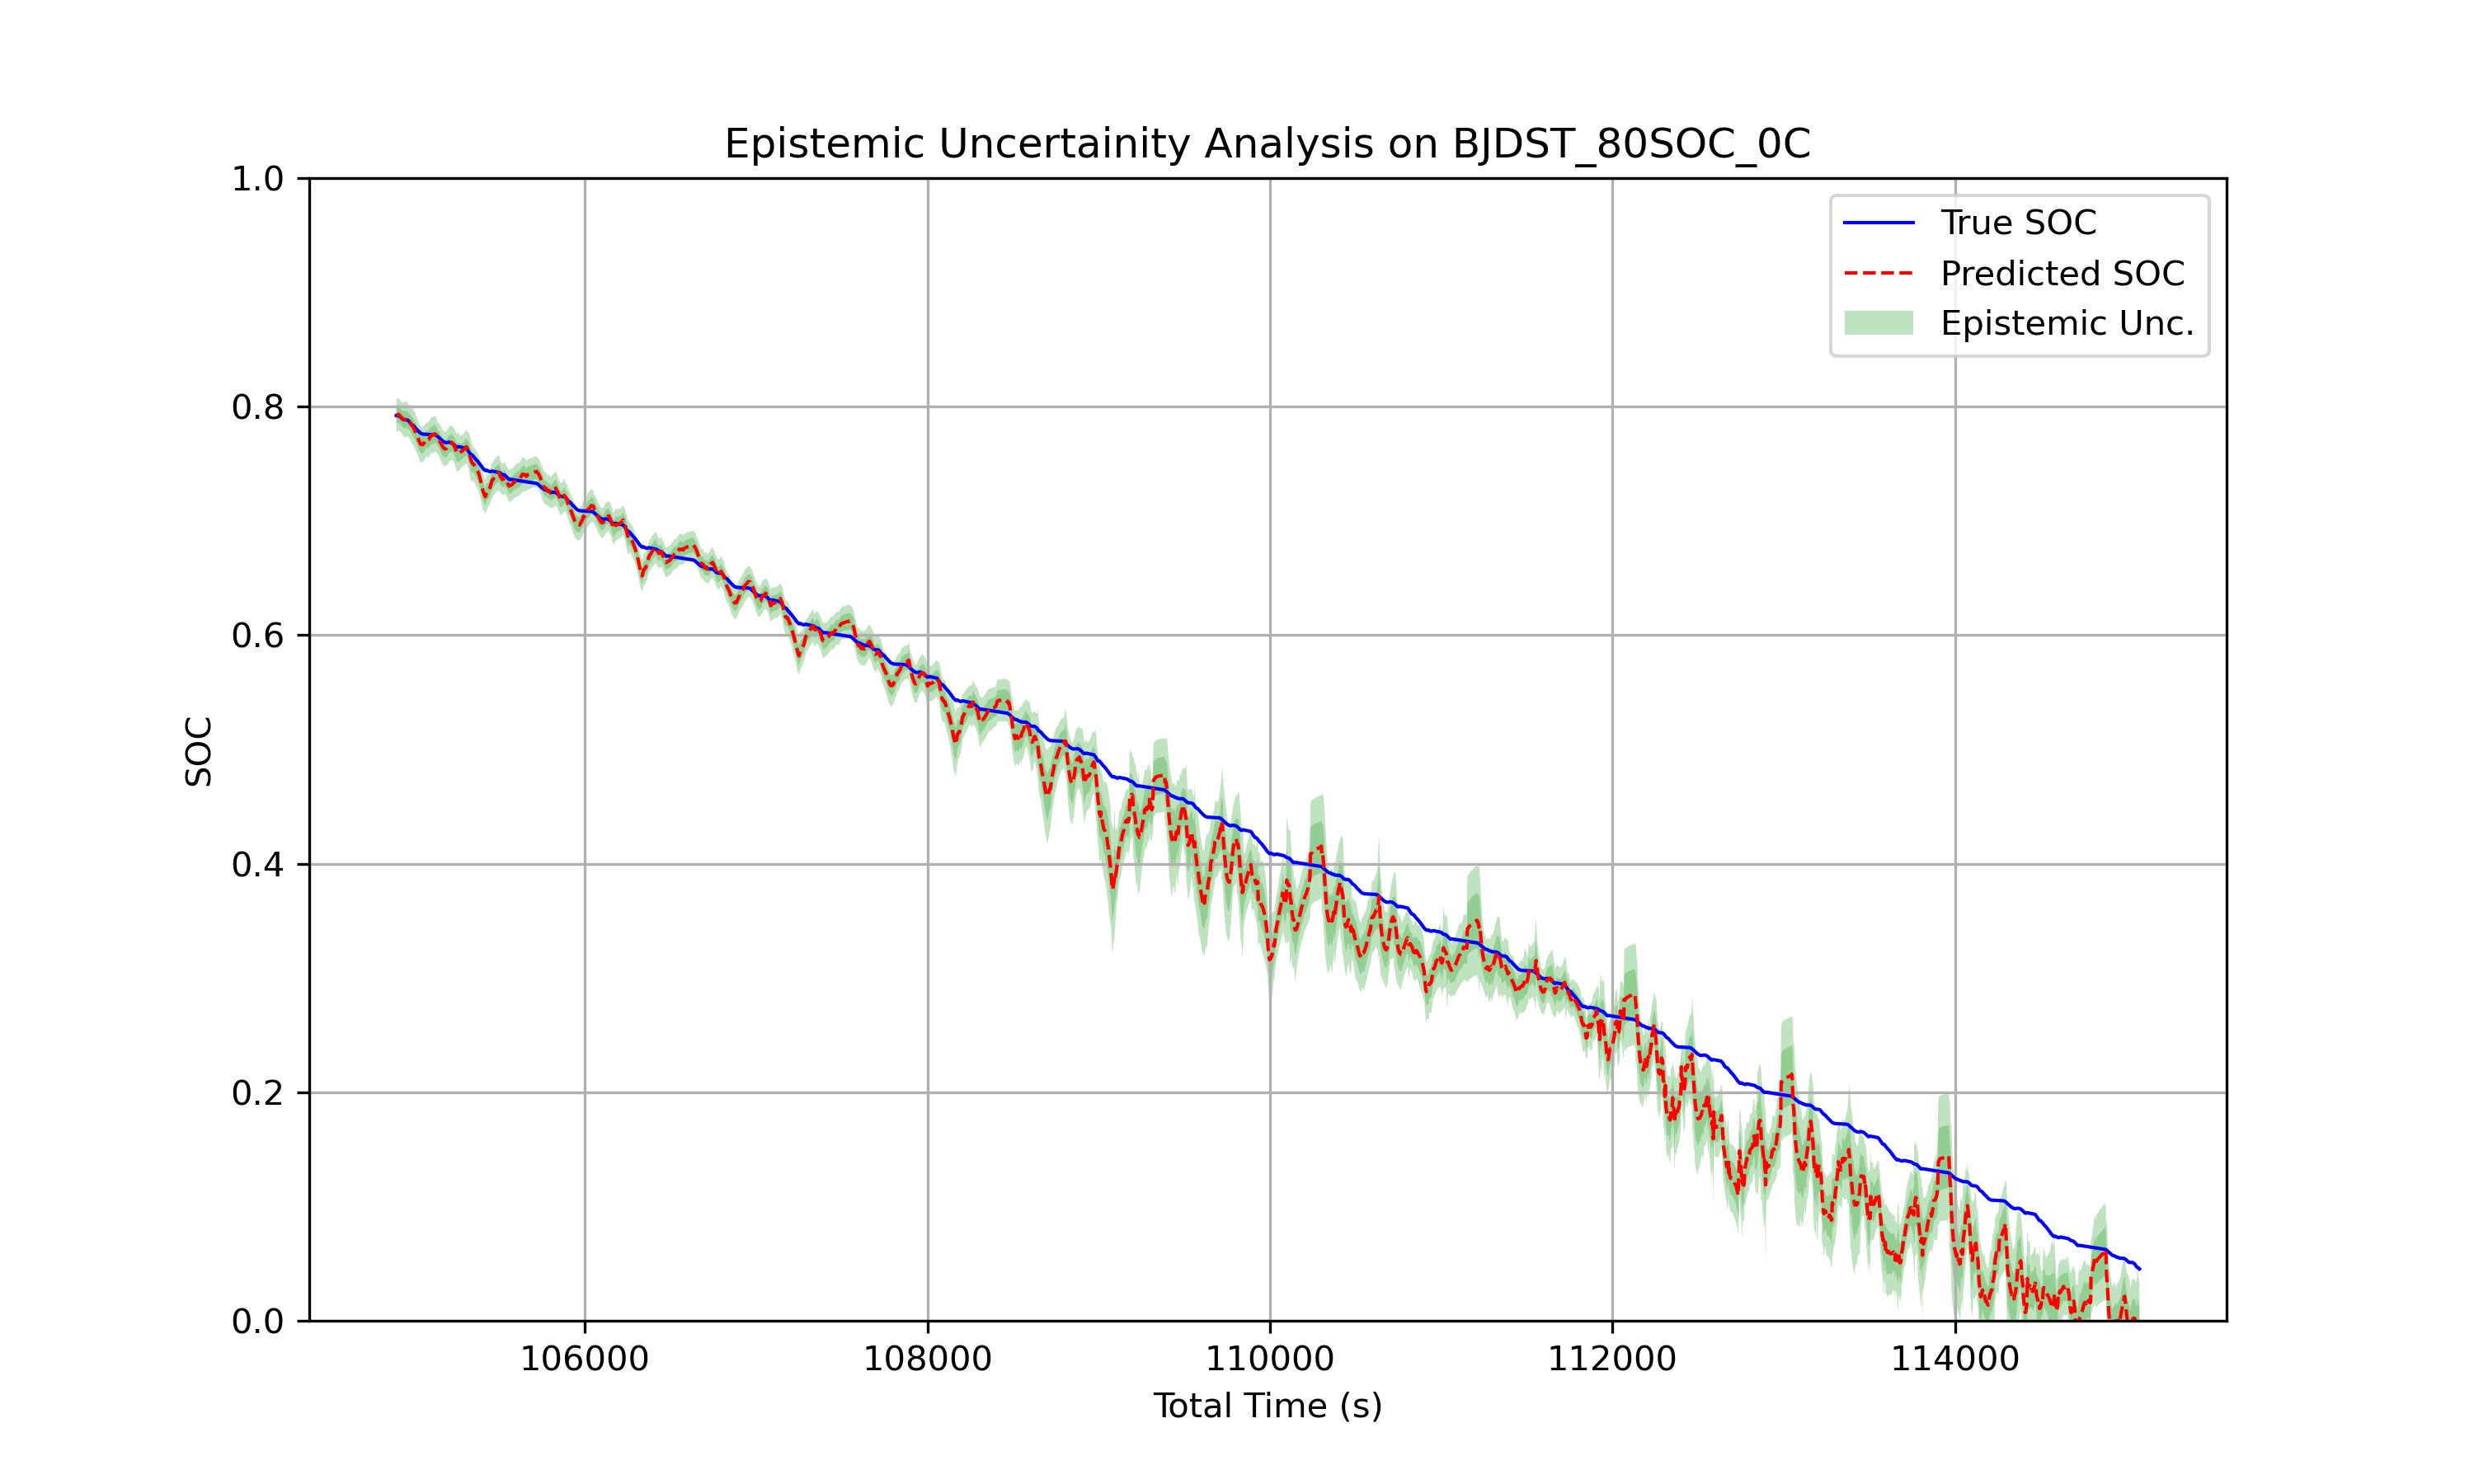 Epistemic Uncertainity Analysis on BJDST_80SOC_0C
1.0
0.8
0.6
0.4
0.2
0.0
SOC
True SOC
Predicted SOC
Epistemic Unc.
106000 108000 110000 112000 114000
Total Time (s)